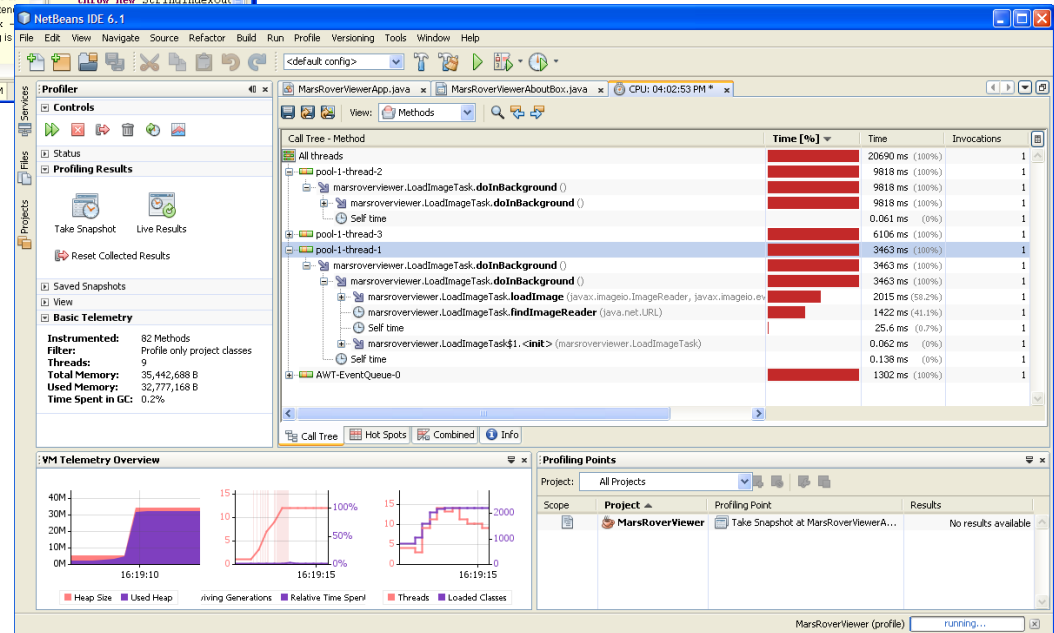 throw new StringIndexOut
NetBeans IDE 6.1
File Edit View Navigate Source Refactor Build Run Profile Versioning Tools Window Help
<default config>
Services
Files
Projects
Profiler
Controls
Status
Profiling Results
Take Snapshot Live Results
Reset Collected Results
Saved Snapshots
View
Basic Telemetry
Instrumented: 82 Methods
Filter: Profile only project classes
Threads: 9
Total Memory: 35,442,688 B
Used Memory: 32,777,168 B
Time Spent in GC: 0.2%
MarsRoverViewerApp.java x MarsRoverViewerAboutBox.java x CPU: 04:02:53 PM * x
View: Methods
Call Tree - Method Time [%] Time Invocations
All threads 20690 ms (100%) 1
pool-1-thread-2 9818 ms (100%) 1
marsroverviewer.LoadImageTask.doInBackground () 9818 ms (100%) 1
marsroverviewer.LoadImageTask.doInBackground () 9818 ms (100%) 1
Self time 0.061 ms (0%) 1
pool-1-thread-3 6106 ms (100%) 1
pool-1-thread-1 3463 ms (100%) 1
marsroverviewer.LoadImageTask.doInBackground () 3463 ms (100%) 1
marsroverviewer.LoadImageTask.doInBackground () 3463 ms (100%) 1
marsroverviewer.LoadImageTask.loadImage (javax.imageio.ImageReader, javax.imageio.ev 2015 ms (58.2%) 1
marsroverviewer.LoadImageTask.findImageReader (java.net.URL) 1422 ms (41.1%) 1
Self time 25.6 ms (0.7%) 1
marsroverviewer.LoadImageTask$1.<init> (marsroverviewer.LoadImageTask) 0.062 ms (0%) 1
Self time 0.138 ms (0%) 1
AWT-EventQueue-0 1302 ms (100%) 1
Call Tree Hot Spots Combined Info
VM Telemetry Overview
40M
30M
20M
10M
0M
16:19:10
Heap Size Used Heap
15
10
5
0
100%
50%
0%
16:19:15
iving Generations Relative Time Spent
15
10
5
0
2000
1000
0
16:19:15
Threads Loaded Classes
Profiling Points
Project: All Projects
Scope Project Profiling Point Results
MarsRoverViewer Take Snapshot at MarsRoverViewerA... No results available
MarsRoverViewer (profile) running...